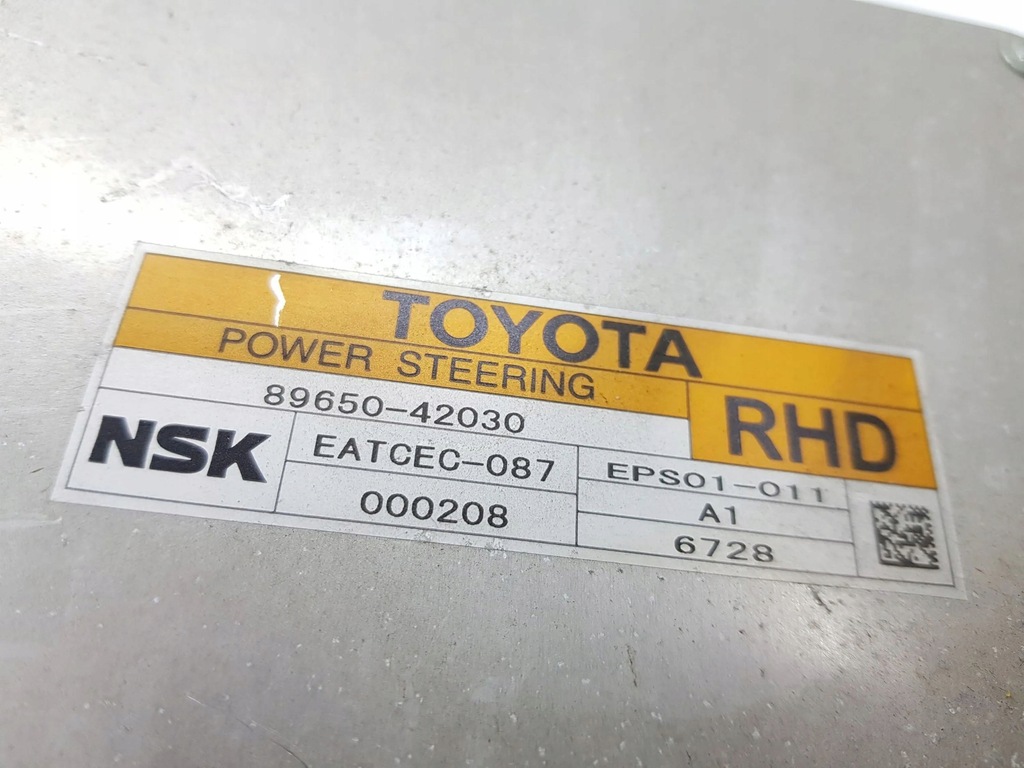 TOYOTA
POWER STEERING
RHD
89650-42030
NSK
EATCEC-087
EPS01-011
000208
A1
6728